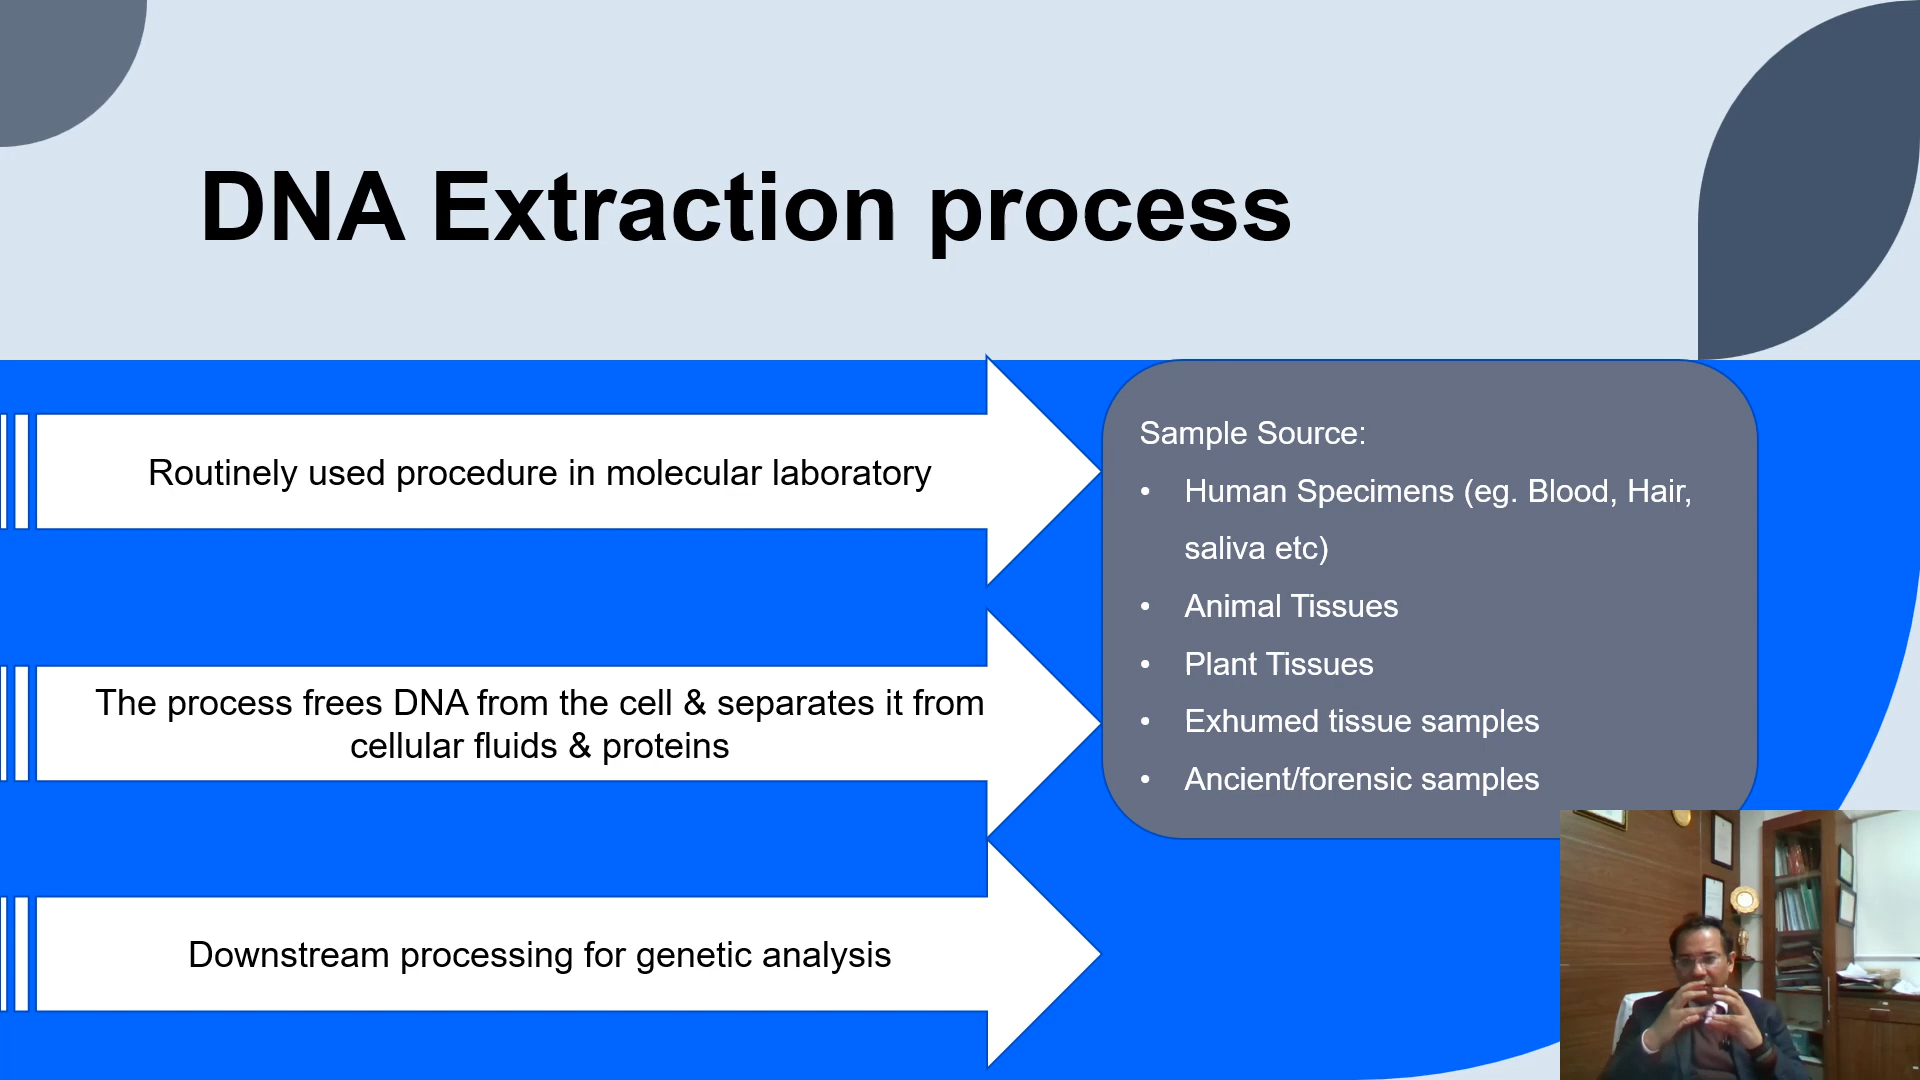 DNA Extraction process
Routinely used procedure in molecular laboratory
The process frees DNA from the cell & separates it from
cellular fluids & proteins
Downstream processing for genetic analysis
Sample Source:
• Human Specimens (eg. Blood, Hair,
saliva etc)
• Animal Tissues
• Plant Tissues
• Exhumed tissue samples
• Ancient/forensic samples